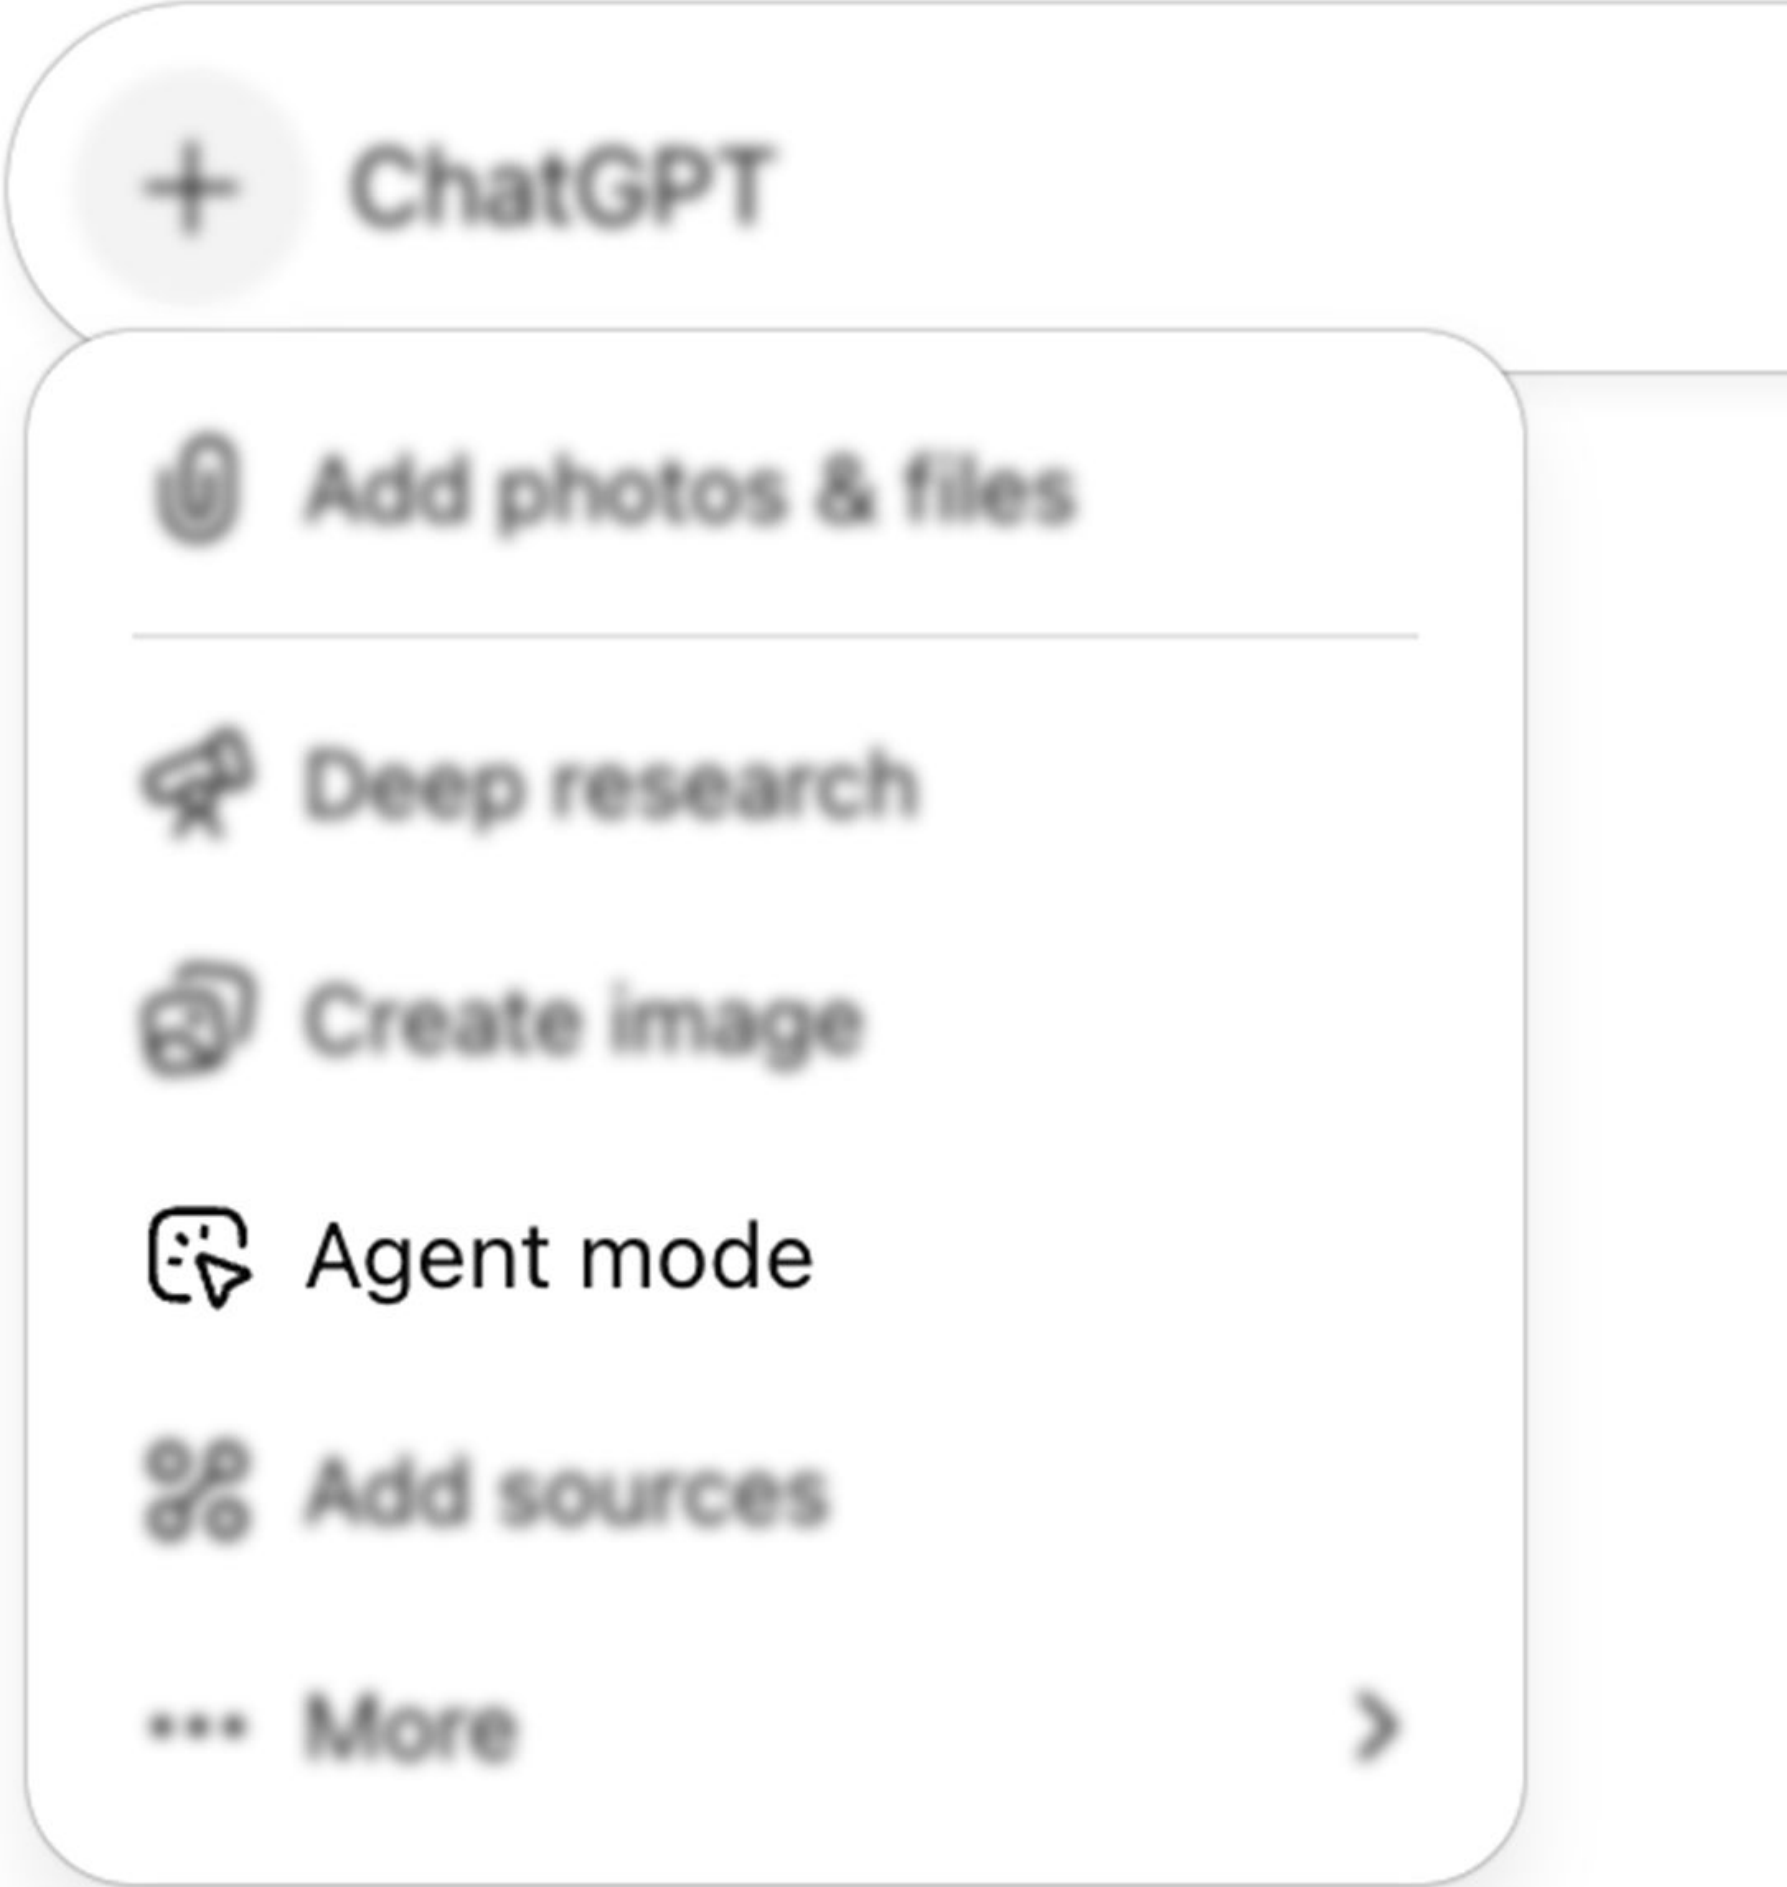 ChatGPT
Add photos & files
Deep research
Create image
Agent mode
Add sources
More